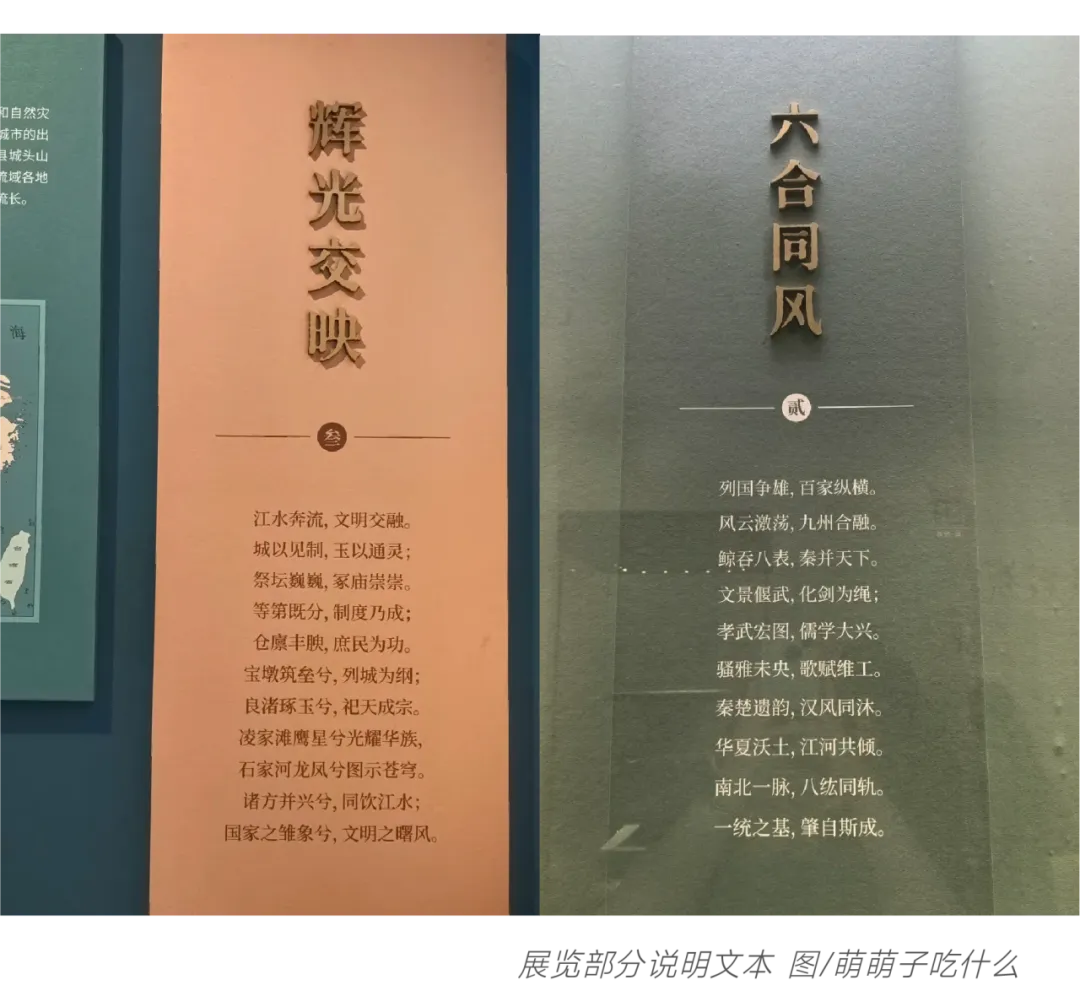 和自然灾
城市的出
县城头山
流域各地
流长。
辉光交映
叁
江水奔流,文明交融。
城以见制,玉以通灵;
祭坛巍巍,冢庙崇崇。
等第既分,制度乃成;
仓廪丰腴,庶民为功。
宝墩筑垒兮,列城为纲;
良渚琢玉兮,祀天成宗。
凌家滩鹰星兮光耀华族,
石家河龙凤兮图示苍穹。
诸方并兴兮,同饮江水;
国家之雏象兮,文明之曙风。
六合同风
贰
列国争雄,百家纵横。
风云激荡,九州合融。
鲸吞八表,秦并天下。
文景偃武,化剑为绳;
孝武宏图,儒学大兴。
骚雅未央,歌赋维工。
秦楚遗韵,汉风同沐。
华夏沃土,江河共倾。
南北一脉,八纮同轨。
一统之基,肇自斯成。
展览部分说明文本 图/萌萌子吃什么